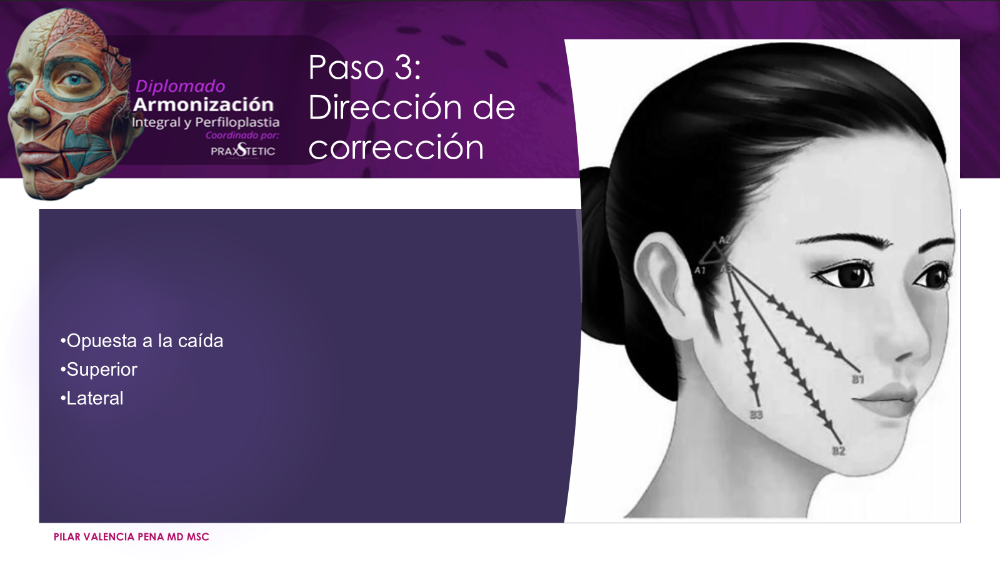 Diplomado
Armonización
Integral y Perfiloplastia
Coordinado por:
PRAXSTETIC
Paso 3:
Dirección de
corrección
•Opuesta a la caída
•Superior
•Lateral
A2
A1
A3
B1
B3
B2
PILAR VALENCIA PENA MD MSC